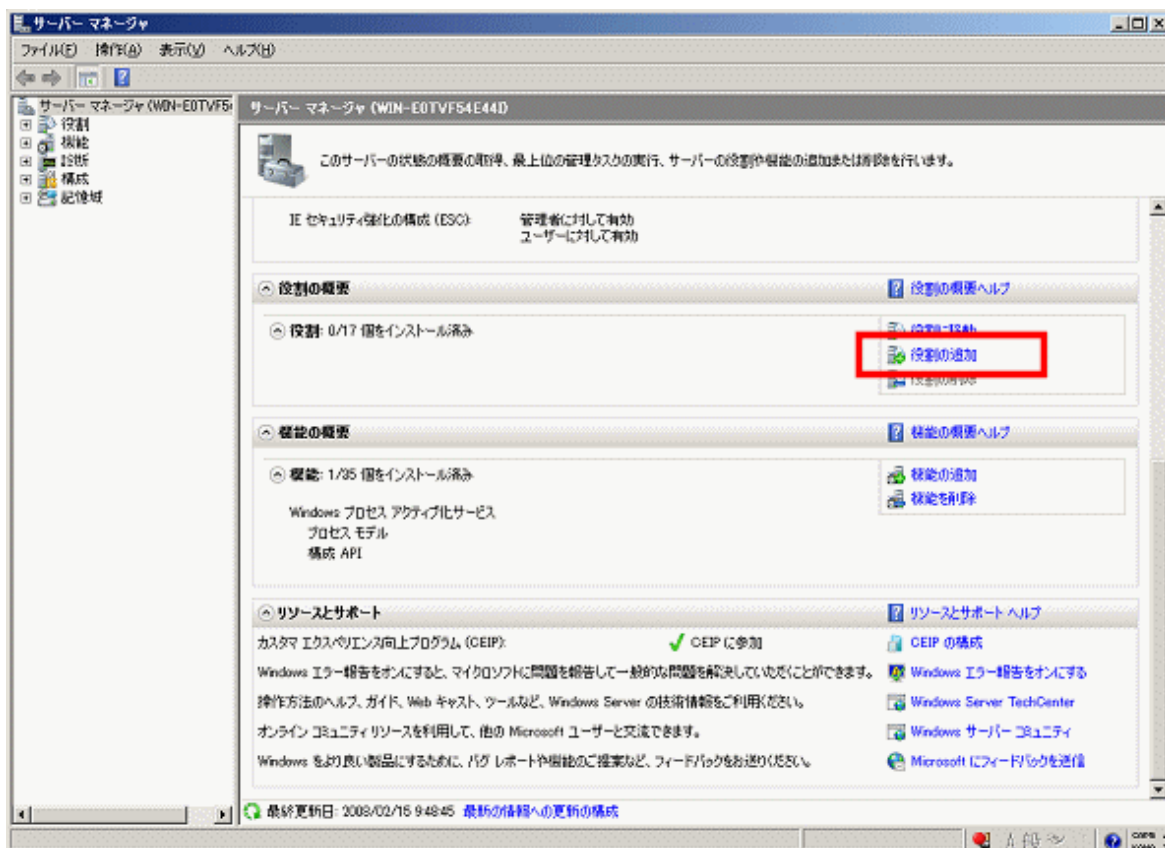 サーバー マネージャ
ファイル(F) 操作(A) 表示(V) ヘルプ(H)
サーバー マネージャ (WIN-E0TVF5
役割
機能
診断
構成
記憶域
サーバー マネージャ (WIN-E0TVF54E44D)
このサーバーの状態の概要の取得、最上位の管理タスクの実行、サーバーの役割や機能の追加または削除を行います。
IE セキュリティ強化の構成 (ESC): 管理者に対して有効
ユーザーに対して有効
役割の概要 役割の概要ヘルプ
役割: 0/17 個をインストール済み 役割に移動
役割の追加
役割の削除
機能の概要 機能の概要ヘルプ
機能: 1/35 個をインストール済み 機能の追加
機能を削除
Windows プロセス アクティブ化サービス
プロセス モデル
構成 API
リソースとサポート リソースとサポート ヘルプ
カスタマ エクスペリエンス向上プログラム (CEIP): CEIP に参加 CEIP の構成
Windows エラー報告をオンにすると、マイクロソフトに問題を報告して一般的な問題を解決していただくことができます。 Windows エラー報告をオンにする
操作方法のヘルプ、ガイド、Web キャスト、ツールなど、Windows Server の技術情報をご利用ください。 Windows Server TechCenter
オンライン コミュニティ リソースを利用して、他の Microsoft ユーザーと交流できます。 Windows サーバー コミュニティ
Windows をより良い製品にするために、バグ レポートや機能のご提案など、フィードバックをお送りください。 Microsoft にフィードバックを送信
最終更新日: 2008/02/15 9:48:45 最新の情報への更新の構成
A 般
CAPS